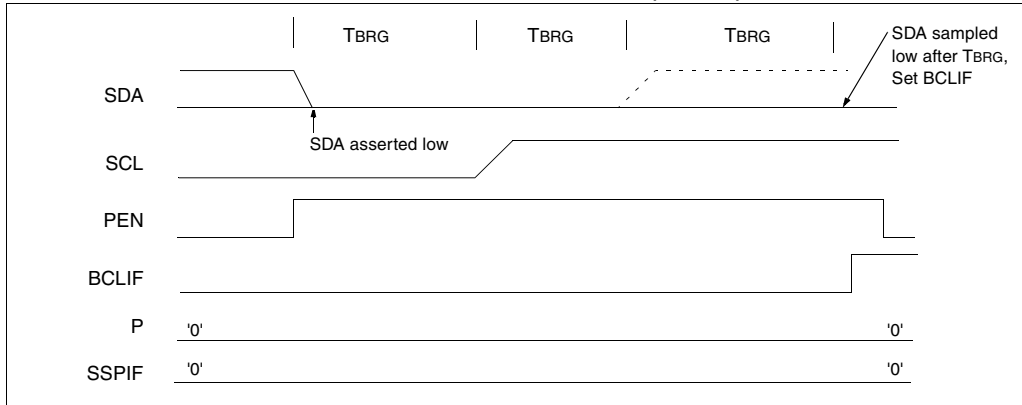 TBRG TBRG TBRG
SDA sampled
low after TBRG,
Set BCLIF
SDA
SDA asserted low
SCL
PEN
BCLIF
P '0' '0'
SSPIF '0' '0'